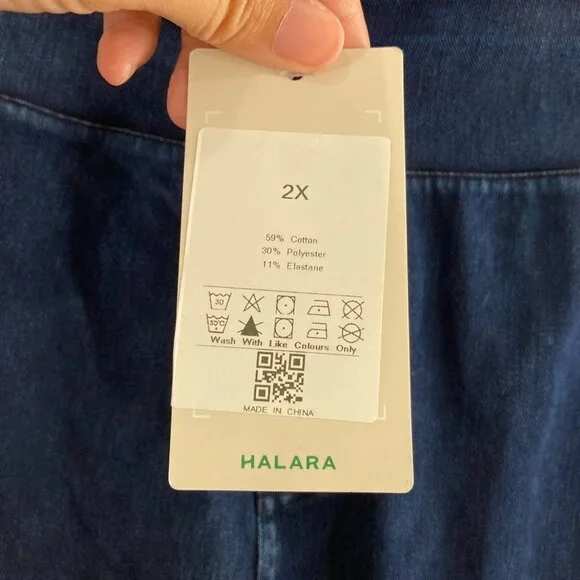 2X
59% Cotton
30% Polyester
11% Elastane
30
30°C
Wash With Like Colours Only
MADE IN CHINA
HALARA